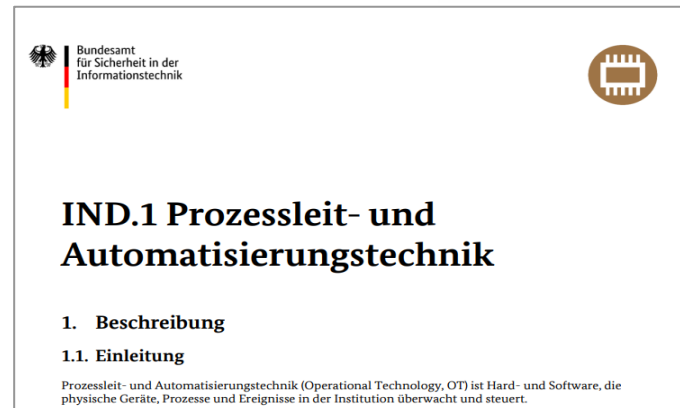 Bundesamt
für Sicherheit in der
Informationstechnik
IND.1 Prozessleit- und
Automatisierungstechnik
1. Beschreibung
1.1. Einleitung
Prozessleit- und Automatisierungstechnik (Operational Technology, OT) ist Hard- und Software, die
physische Geräte, Prozesse und Ereignisse in der Institution überwacht und steuert.